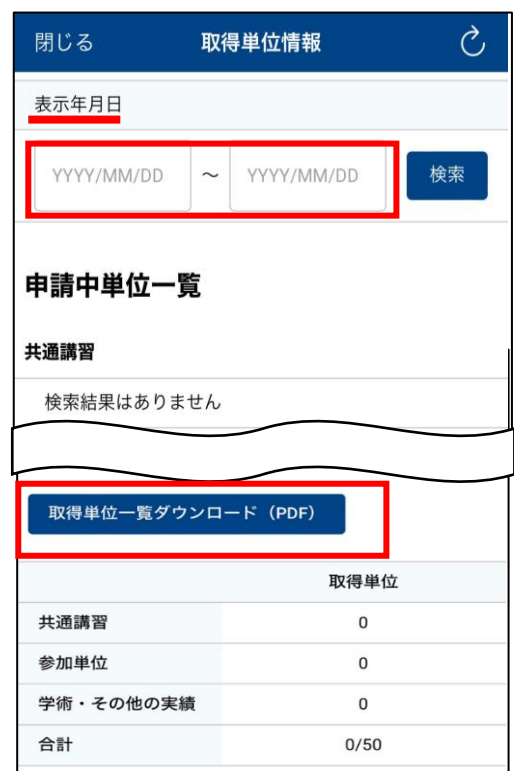 閉じる 取得単位情報
表示年月日
YYYY/MM/DD ～ YYYY/MM/DD 検索
申請中単位一覧
共通講習
検索結果はありません
取得単位一覧ダウンロード（PDF）
取得単位
共通講習 0
参加単位 0
学術・その他の実績 0
合計 0/50